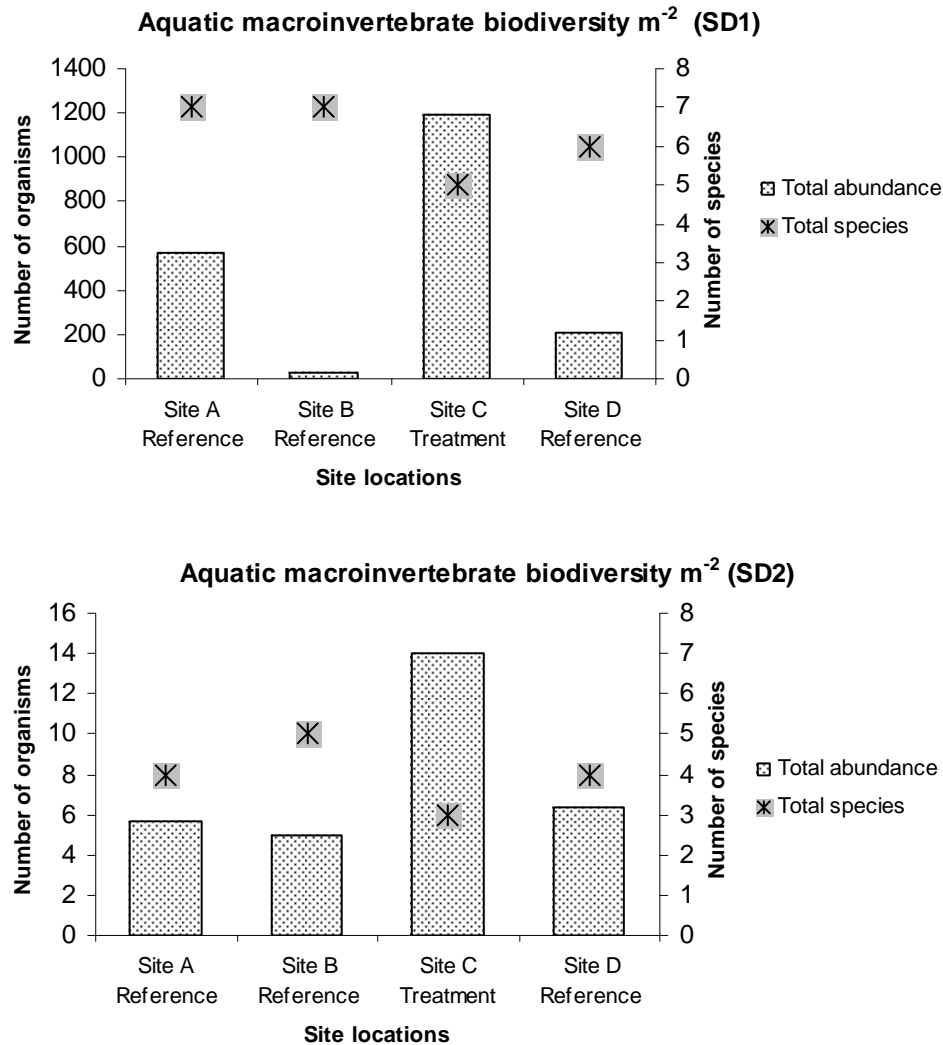 Aquatic macroinvertebrate biodiversity m⁻² (SD1)
1400
1200
1000
800
600
400
200
0
Number of organisms
8
7
6
5
4
3
2
1
0
Number of species
Total abundance
Total species
Site A
Reference
Site B
Reference
Site C
Treatment
Site D
Reference
Site locations
Aquatic macroinvertebrate biodiversity m⁻² (SD2)
16
14
12
10
8
6
4
2
0
Number of organisms
8
7
6
5
4
3
2
1
0
Number of species
Total abundance
Total species
Site A
Reference
Site B
Reference
Site C
Treatment
Site D
Reference
Site locations